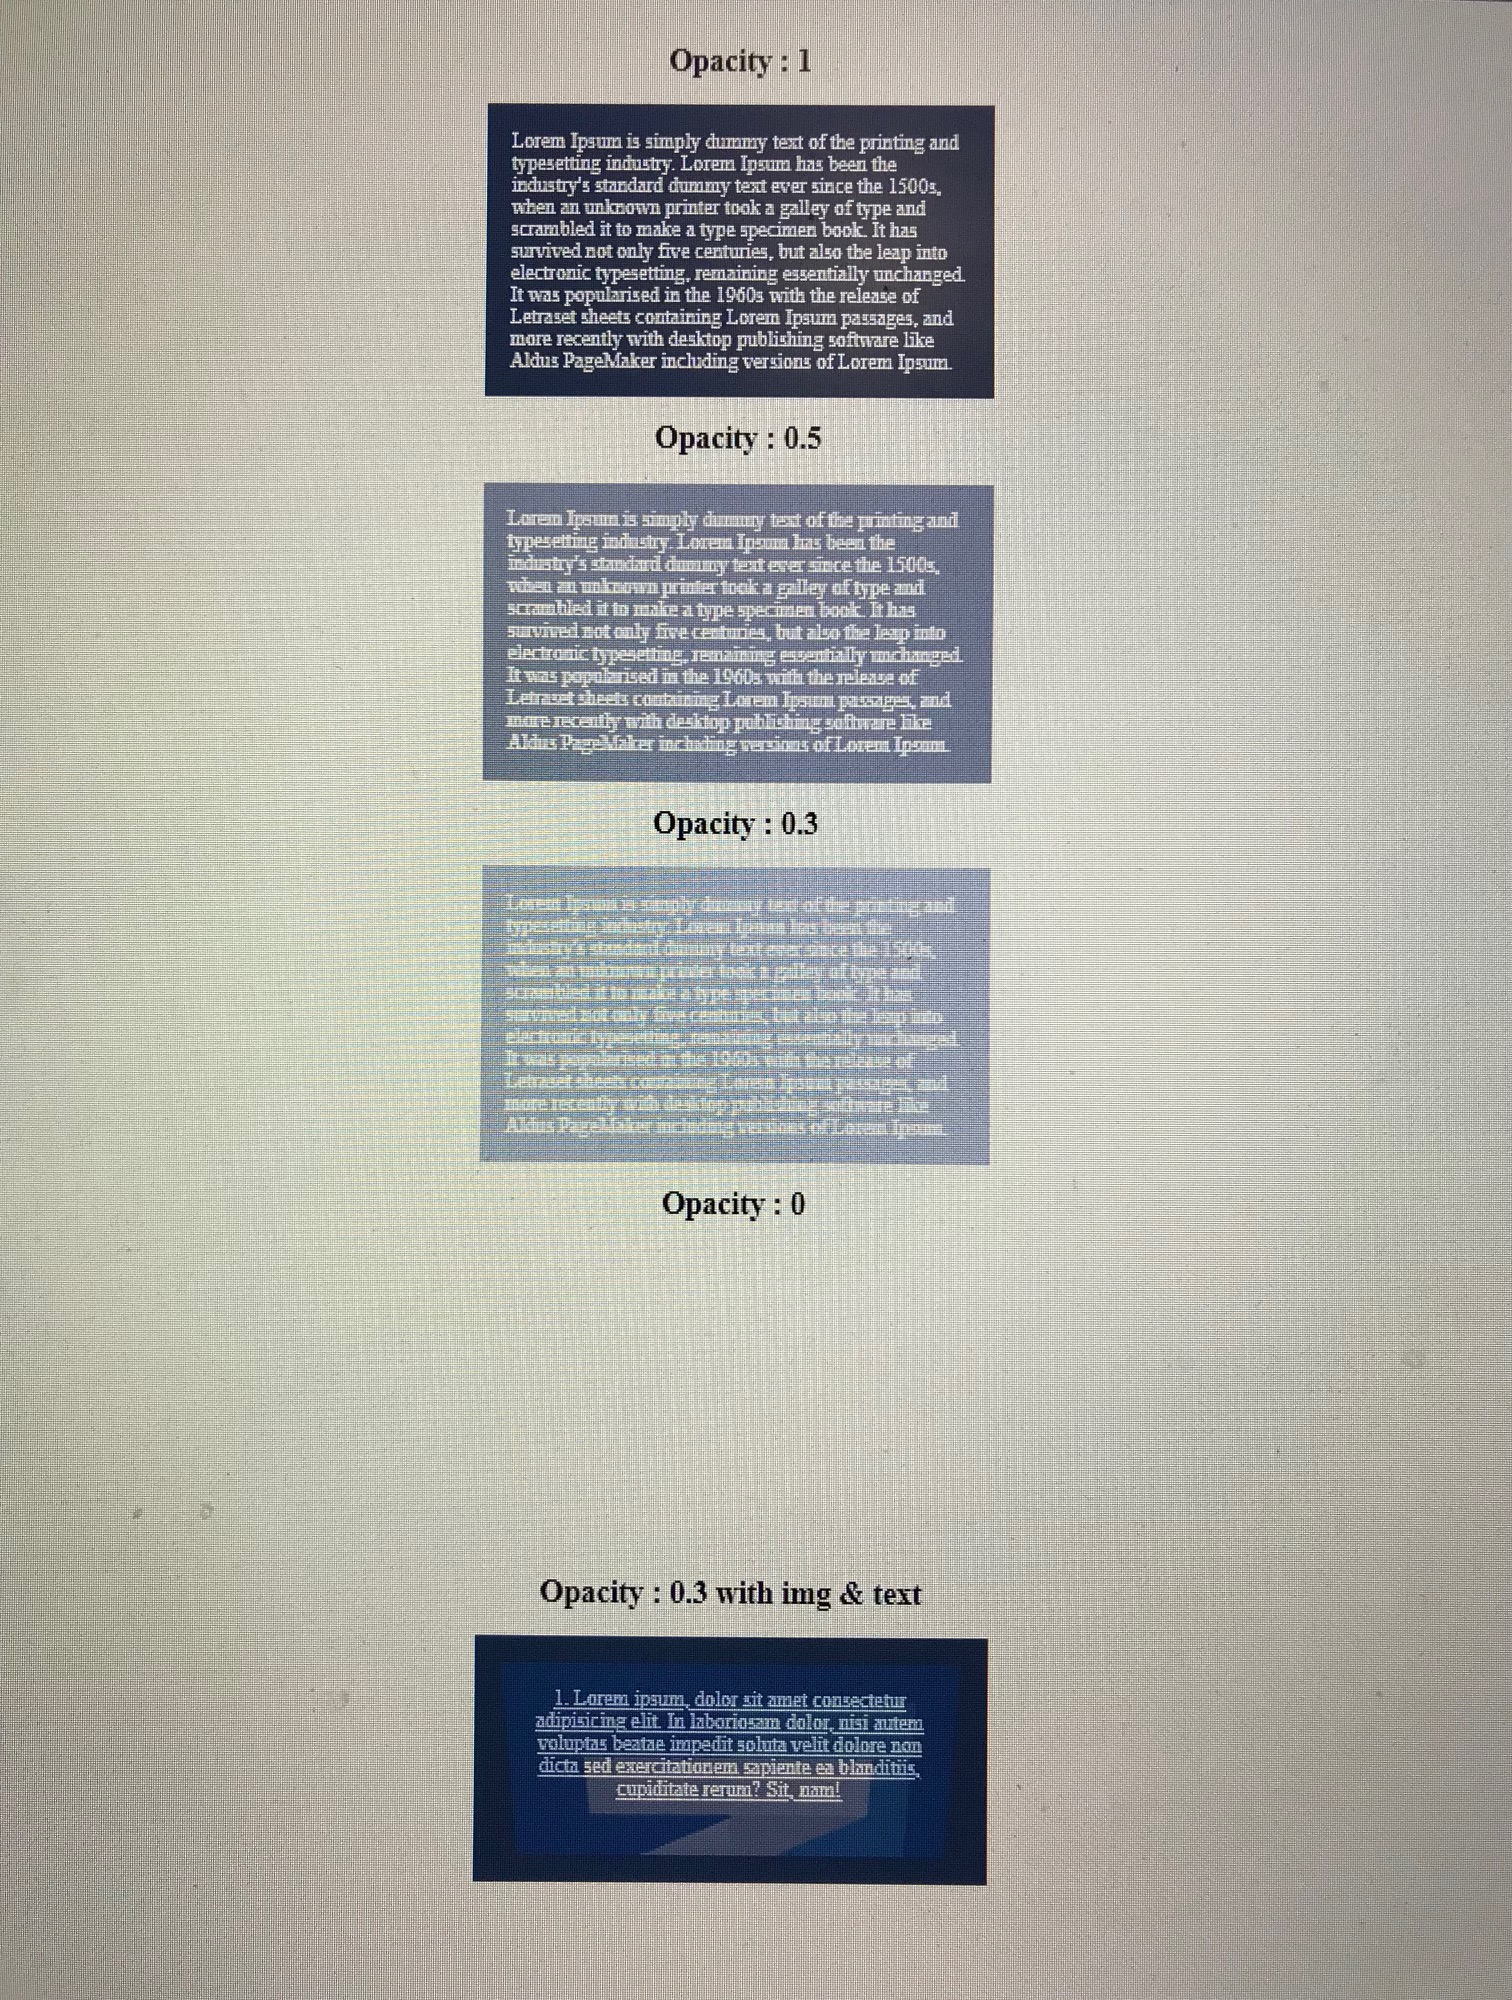 Opacity : 1
Lorem Ipsum is simply dummy text of the printing and
typesetting industry. Lorem Ipsum has been the
industry's standard dummy text ever since the 1500s,
when an unknown printer took a galley of type and
scrambled it to make a type specimen book. It has
survived not only five centuries, but also the leap into
electronic typesetting, remaining essentially unchanged.
It was popularised in the 1960s with the release of
Letraset sheets containing Lorem Ipsum passages, and
more recently with desktop publishing software like
Aldus PageMaker including versions of Lorem Ipsum.
Opacity : 0.5
Lorem Ipsum is simply dummy text of the printing and
typesetting industry. Lorem Ipsum has been the
industry's standard dummy text ever since the 1500s,
when an unknown printer took a galley of type and
scrambled it to make a type specimen book. It has
survived not only five centuries, but also the leap into
electronic typesetting, remaining essentially unchanged.
It was popularised in the 1960s with the release of
Letraset sheets containing Lorem Ipsum passages, and
more recently with desktop publishing software like
Aldus PageMaker including versions of Lorem Ipsum.
Opacity : 0.3
Lorem Ipsum is simply dummy text of the printing and
typesetting industry. Lorem Ipsum has been the
industry's standard dummy text ever since the 1500s,
when an unknown printer took a galley of type and
scrambled it to make a type specimen book. It has
survived not only five centuries, but also the leap into
electronic typesetting, remaining essentially unchanged.
It was popularised in the 1960s with the release of
Letraset sheets containing Lorem Ipsum passages, and
more recently with desktop publishing software like
Aldus PageMaker including versions of Lorem Ipsum.
Opacity : 0
Opacity : 0.3 with img & text
1. Lorem ipsum, dolor sit amet consectetur
adipisicing elit. In laboriosam dolor, nisi autem
voluptas beatae impedit soluta velit dolore non
dicta sed exercitationem sapiente ea blanditiis,
cupiditate rerum? Sit, nam!